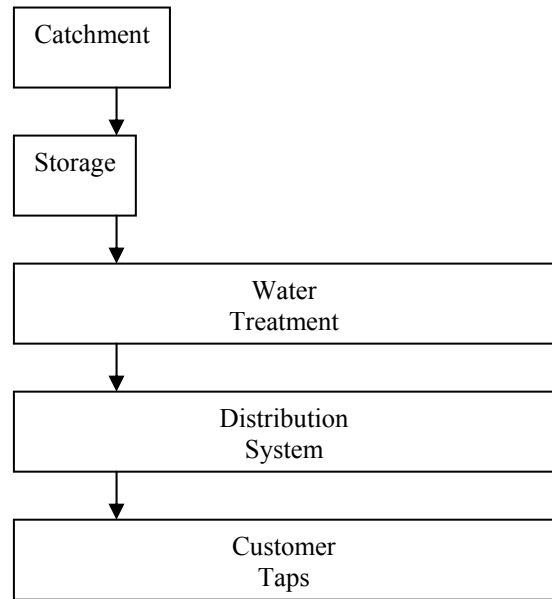 Catchment
Storage
Water
Treatment
Distribution
System
Customer
Taps